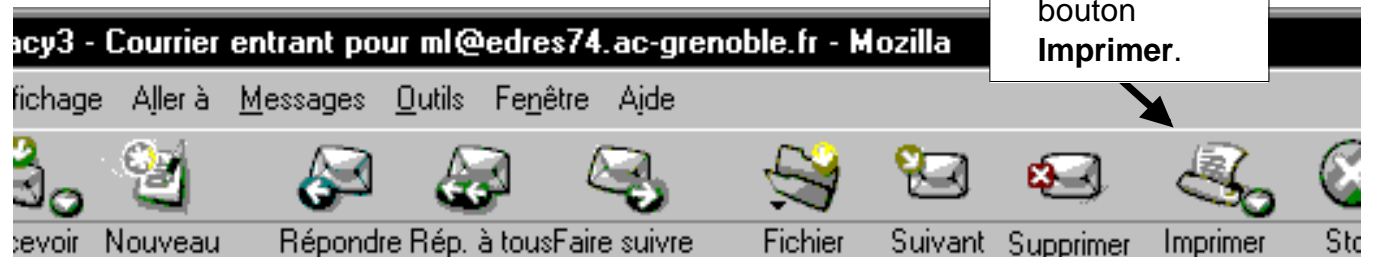 bouton
Imprimer.
acy3 - Courrier entrant pour ml@edres74.ac-grenoble.fr - Mozilla
fichage Aller à Messages Outils Fenêtre Aide
cevoir Nouveau Répondre Rép. à tous Faire suivre Fichier Suivant Supprimer Imprimer Sto